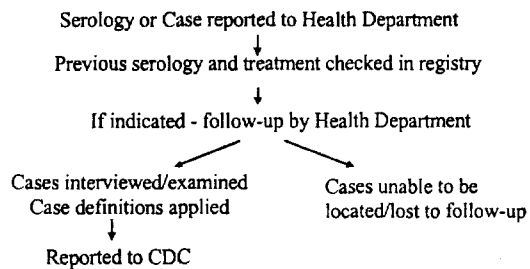 Serology or Case reported to Health Department
Previous serology and treatment checked in registry
If indicated - follow-up by Health Department
Cases interviewed/examined
Case definitions applied
Cases unable to be
located/lost to follow-up
Reported to CDC